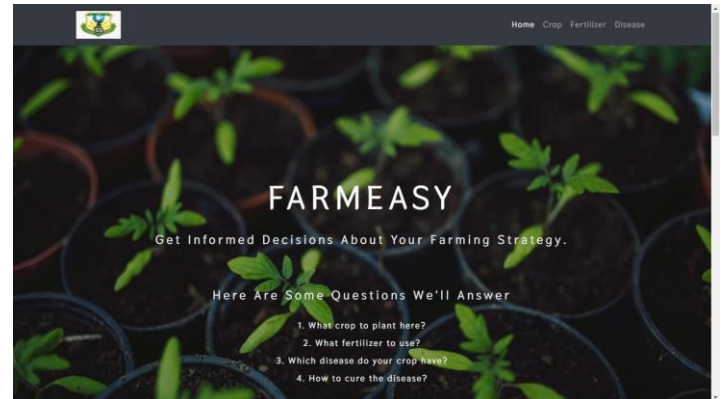 Home Crop Fertilizer Disease
FARMEASY
Get Informed Decisions About Your Farming Strategy.
Here Are Some Questions We'll Answer
1. What crop to plant here?
2. What fertilizer to use?
3. Which disease do your crop have?
4. How to cure the disease?